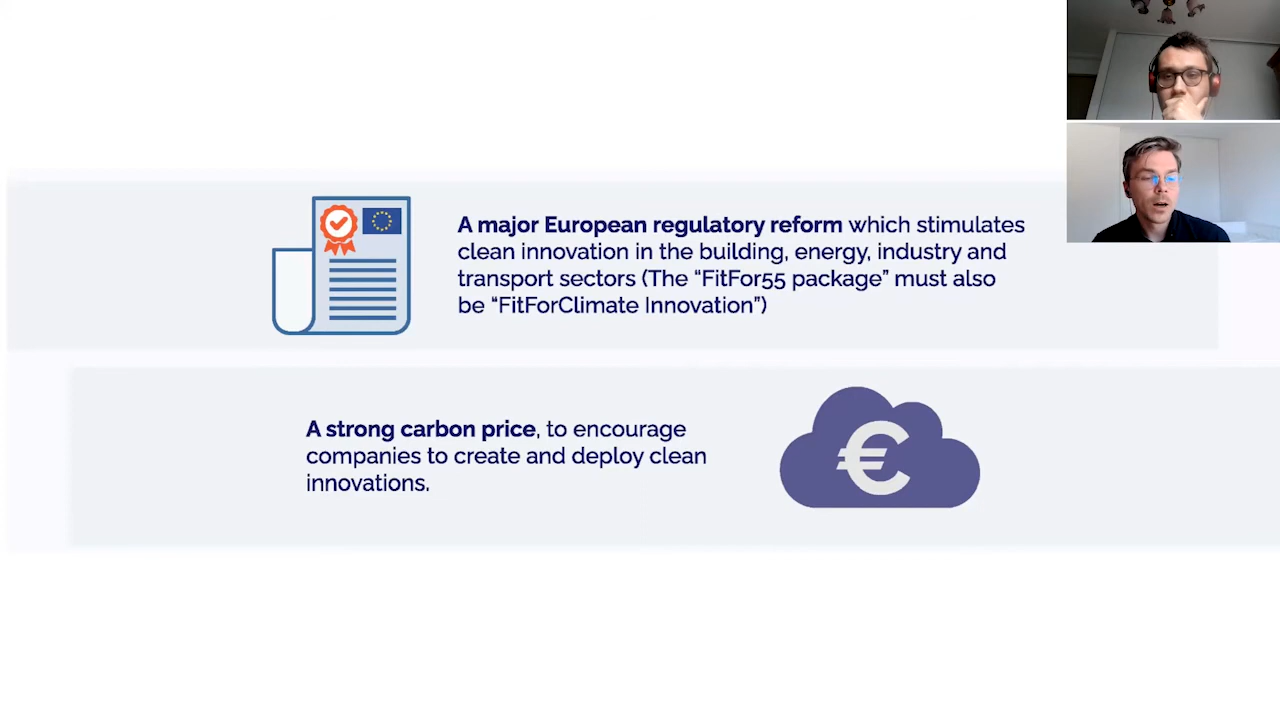 A major European regulatory reform which stimulates
clean innovation in the building, energy, industry and
transport sectors (The “FitFor55 package” must also
be “FitForClimate Innovation”)
A strong carbon price, to encourage
companies to create and deploy clean
innovations.
€